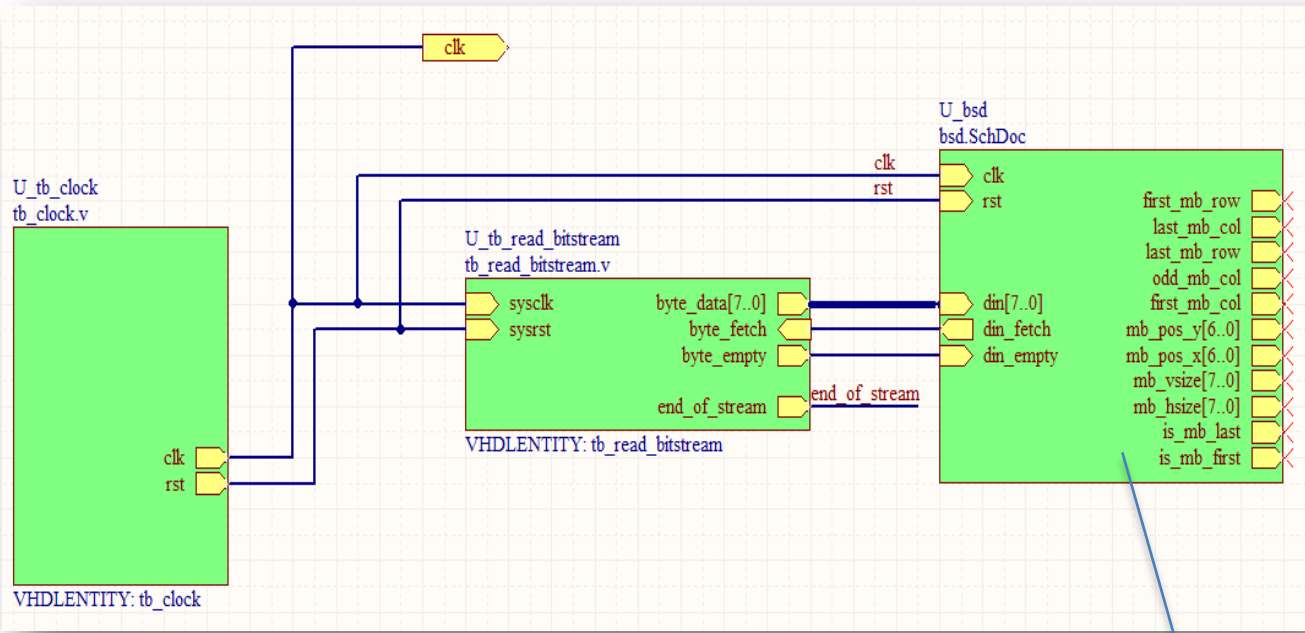 clk
U_bsd
bsd.SchDoc
clk
rst
clk
rst
first_mb_row
last_mb_col
last_mb_row
odd_mb_col
first_mb_col
mb_pos_y[6..0]
mb_pos_x[6..0]
mb_vsize[7..0]
mb_hsize[7..0]
is_mb_last
is_mb_first
din[7..0]
din_fetch
din_empty
U_tb_clock
tb_clock.v
clk
rst
VHDLENTITY: tb_clock
U_tb_read_bitstream
tb_read_bitstream.v
sysclk
sysrst
byte_data[7..0]
byte_fetch
byte_empty
end_of_stream
end_of_stream
VHDLENTITY: tb_read_bitstream